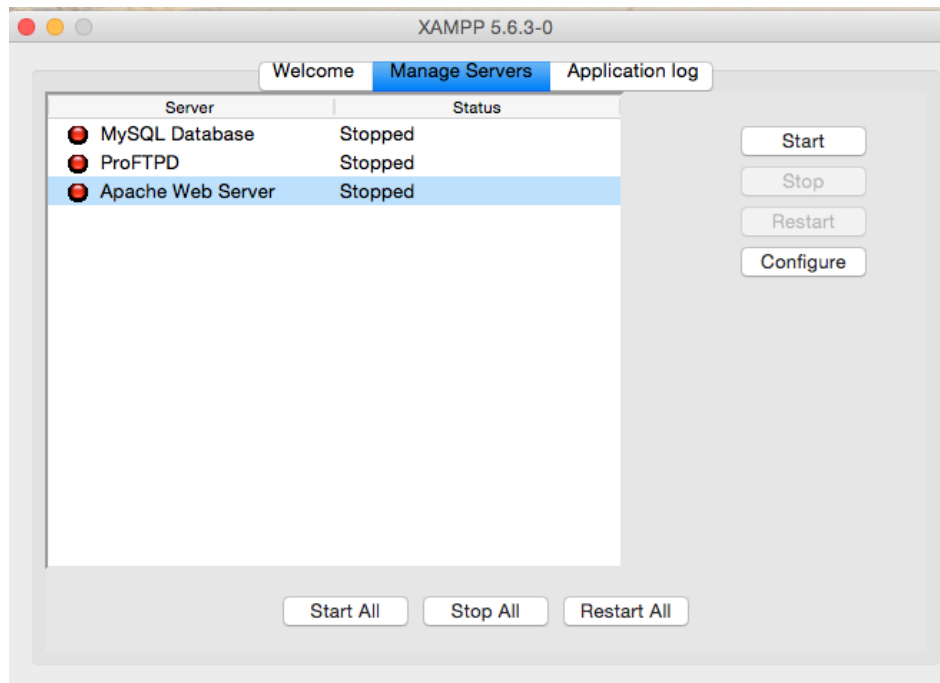 XAMPP 5.6.3-0
Welcome Manage Servers Application log
Server Status
MySQL Database Stopped
ProFTPD Stopped
Apache Web Server Stopped
Start
Stop
Restart
Configure
Start All Stop All Restart All